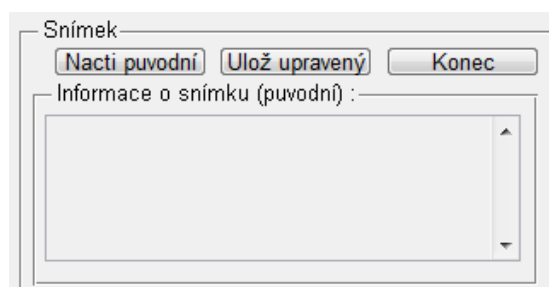 Snímek
Nacti puvodní Ulož upravený Konec
Informace o snímku (puvodní) :